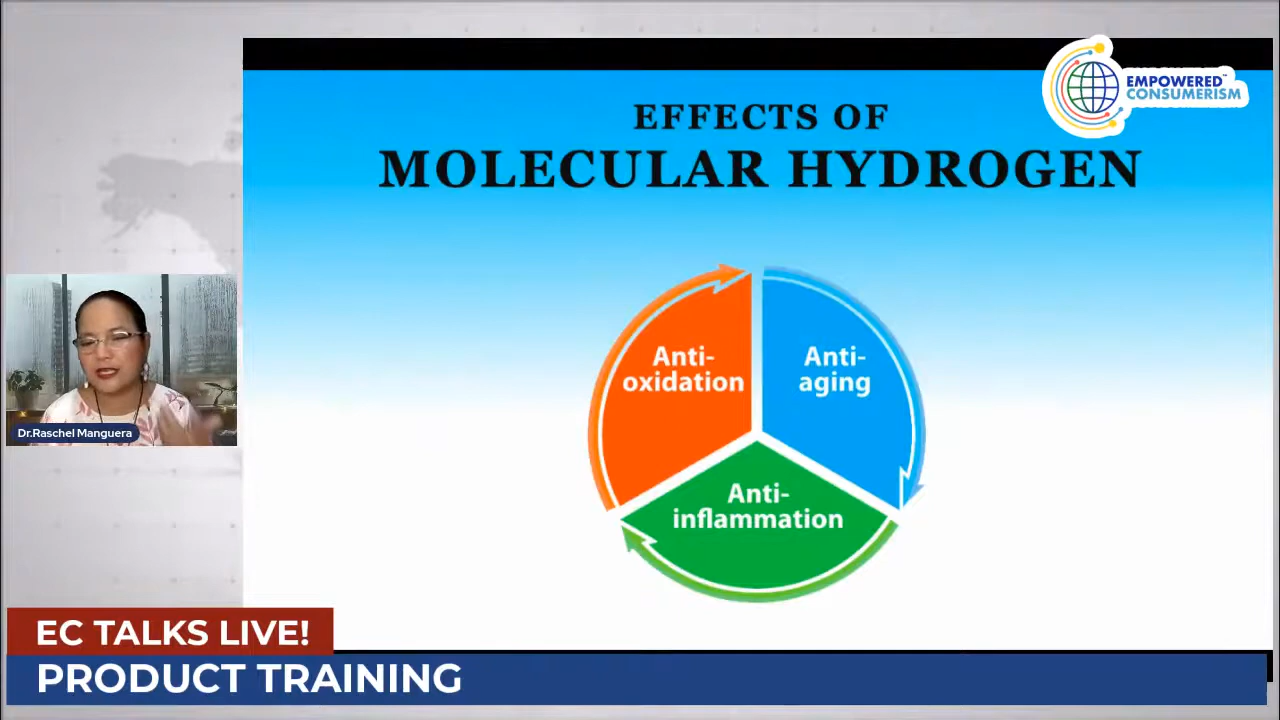 EMPOWERED
CONSUMERISM
EFFECTS OF
MOLECULAR HYDROGEN
Anti-
oxidation
Anti-
aging
Anti-
inflammation
Dr.Raschel Manguera
EC TALKS LIVE!
PRODUCT TRAINING